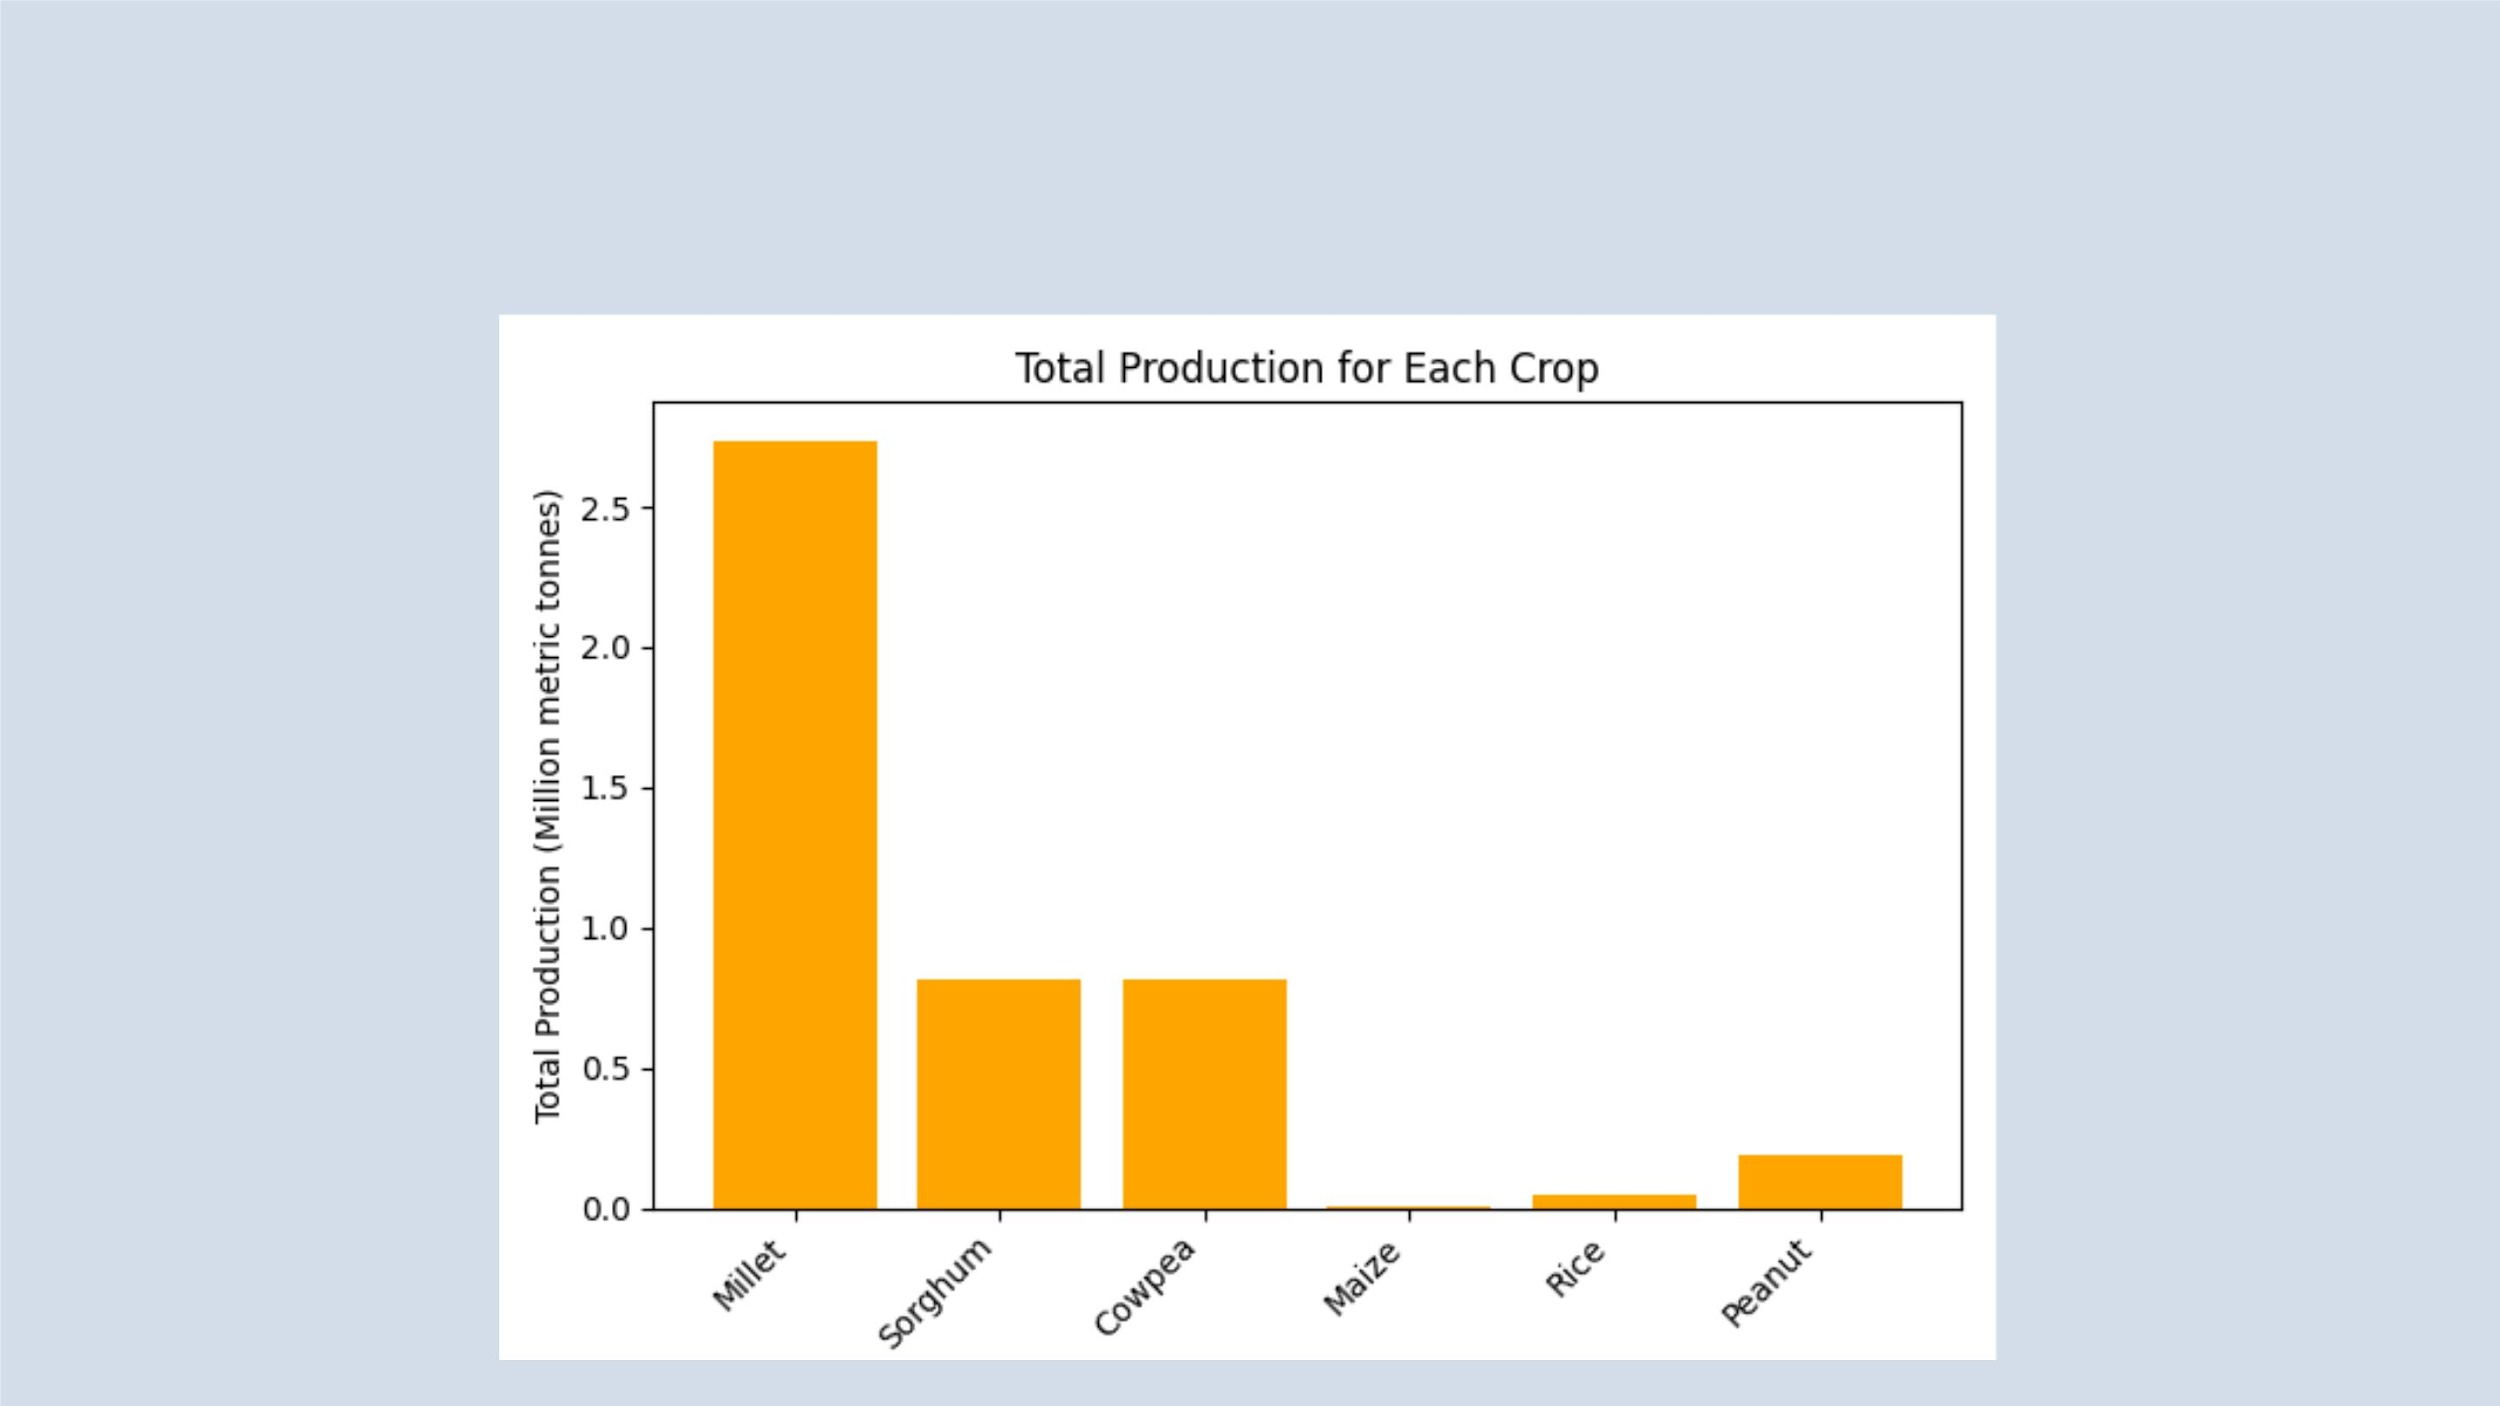 Total Production for Each Crop
Total Production (Million metric tonnes)
2.5
2.0
1.5
1.0
0.5
0.0
Millet
Sorghum
Cowpea
Maize
Rice
Peanut